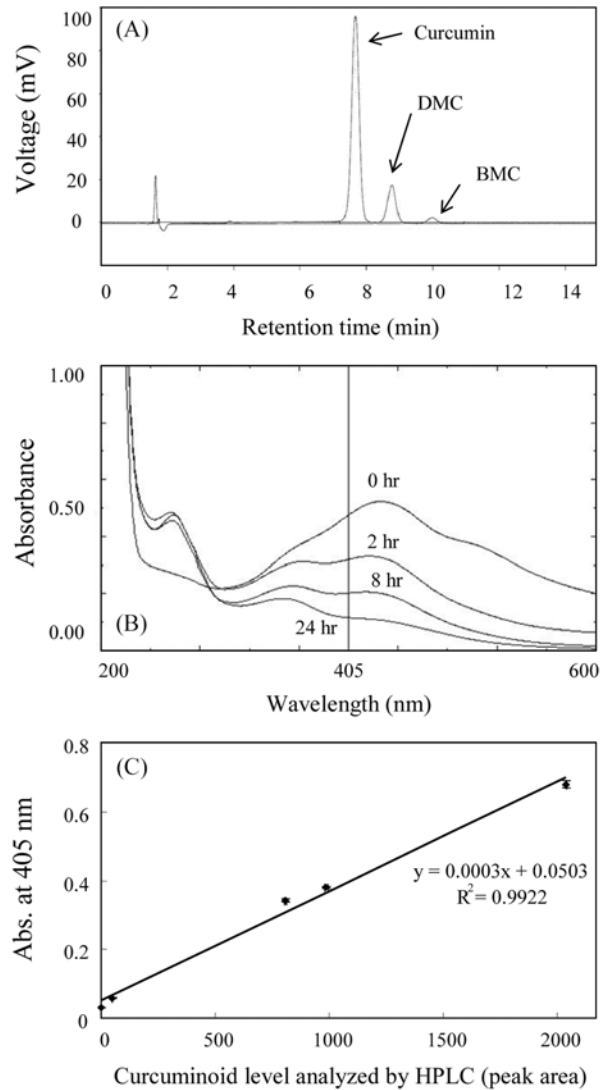 (A)
100
80
60
40
20
0
Voltage (mV)
Curcumin
DMC
BMC
0 2 4 6 8 10 12 14
Retention time (min)
1.00
0.50
0.00
Absorbance
0 hr
2 hr
8 hr
24 hr
(B)
200 405 600
Wavelength (nm)
(C)
0.8
0.6
0.4
0.2
0
Abs. at 405 nm
y = 0.0003x + 0.0503
R² = 0.9922
0 500 1000 1500 2000
Curcuminoid level analyzed by HPLC (peak area)